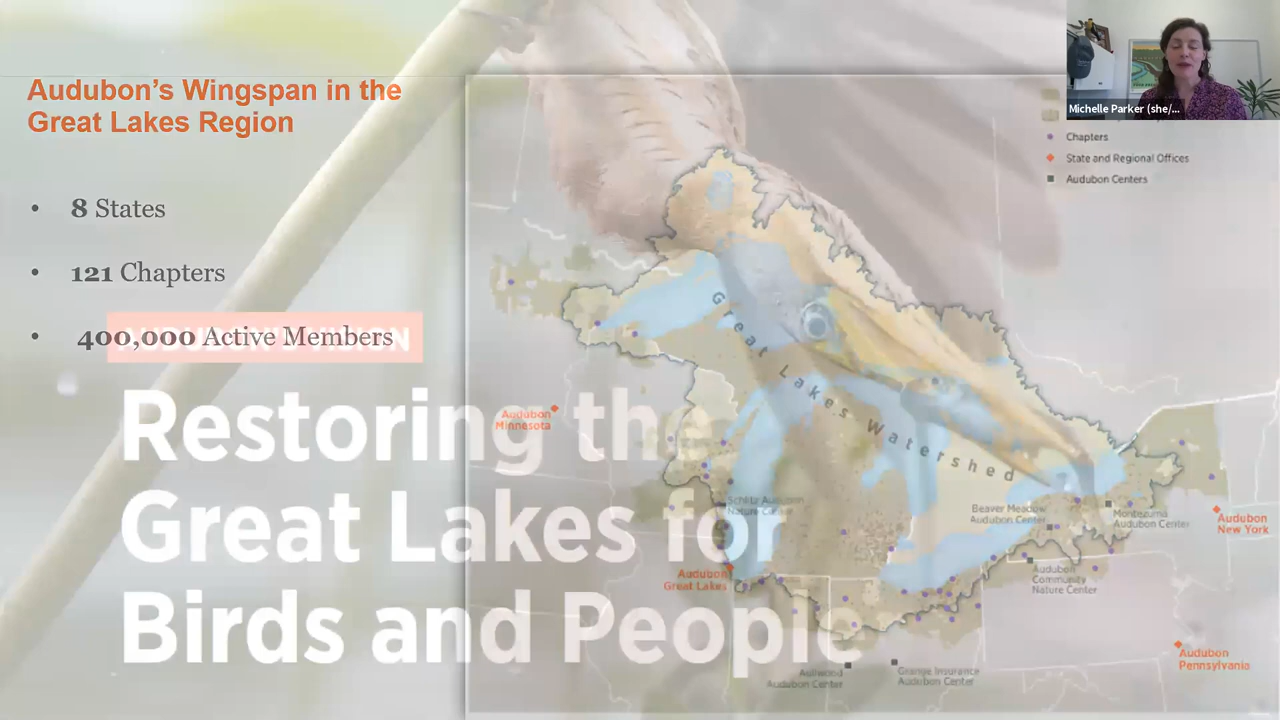 Audubon's Wingspan in the
Great Lakes Region
• 8 States
• 121 Chapters
• 400,000 Active Members
Restoring the
Great Lakes for
Birds and People
Michelle Parker (she/...
Chapters
State and Regional Offices
Audubon Centers
Great Lakes Watershed
Audubon
Minnesota
Schlitz Audubon
Nature Center
Beaver Meadow
Audubon Center
Montezuma
Audubon Center
Audubon
New York
Audubon
Great Lakes
Audubon
Community
Nature Center
Audubon
Pennsylvania
Aullwood
Audubon Center
Grange Insurance
Audubon Center